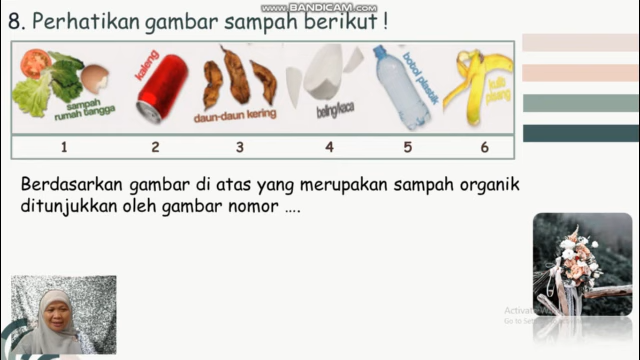 WWW.BANDICAM.COM
8. Perhatikan gambar sampah berikut !
sampah
rumah tangga
kaleng
daun-daun kering
beling/kaca
botol plastik
kulit
pisang
1 2 3 4 5 6
Berdasarkan gambar di atas yang merupakan sampah organik
ditunjukkan oleh gambar nomor ....